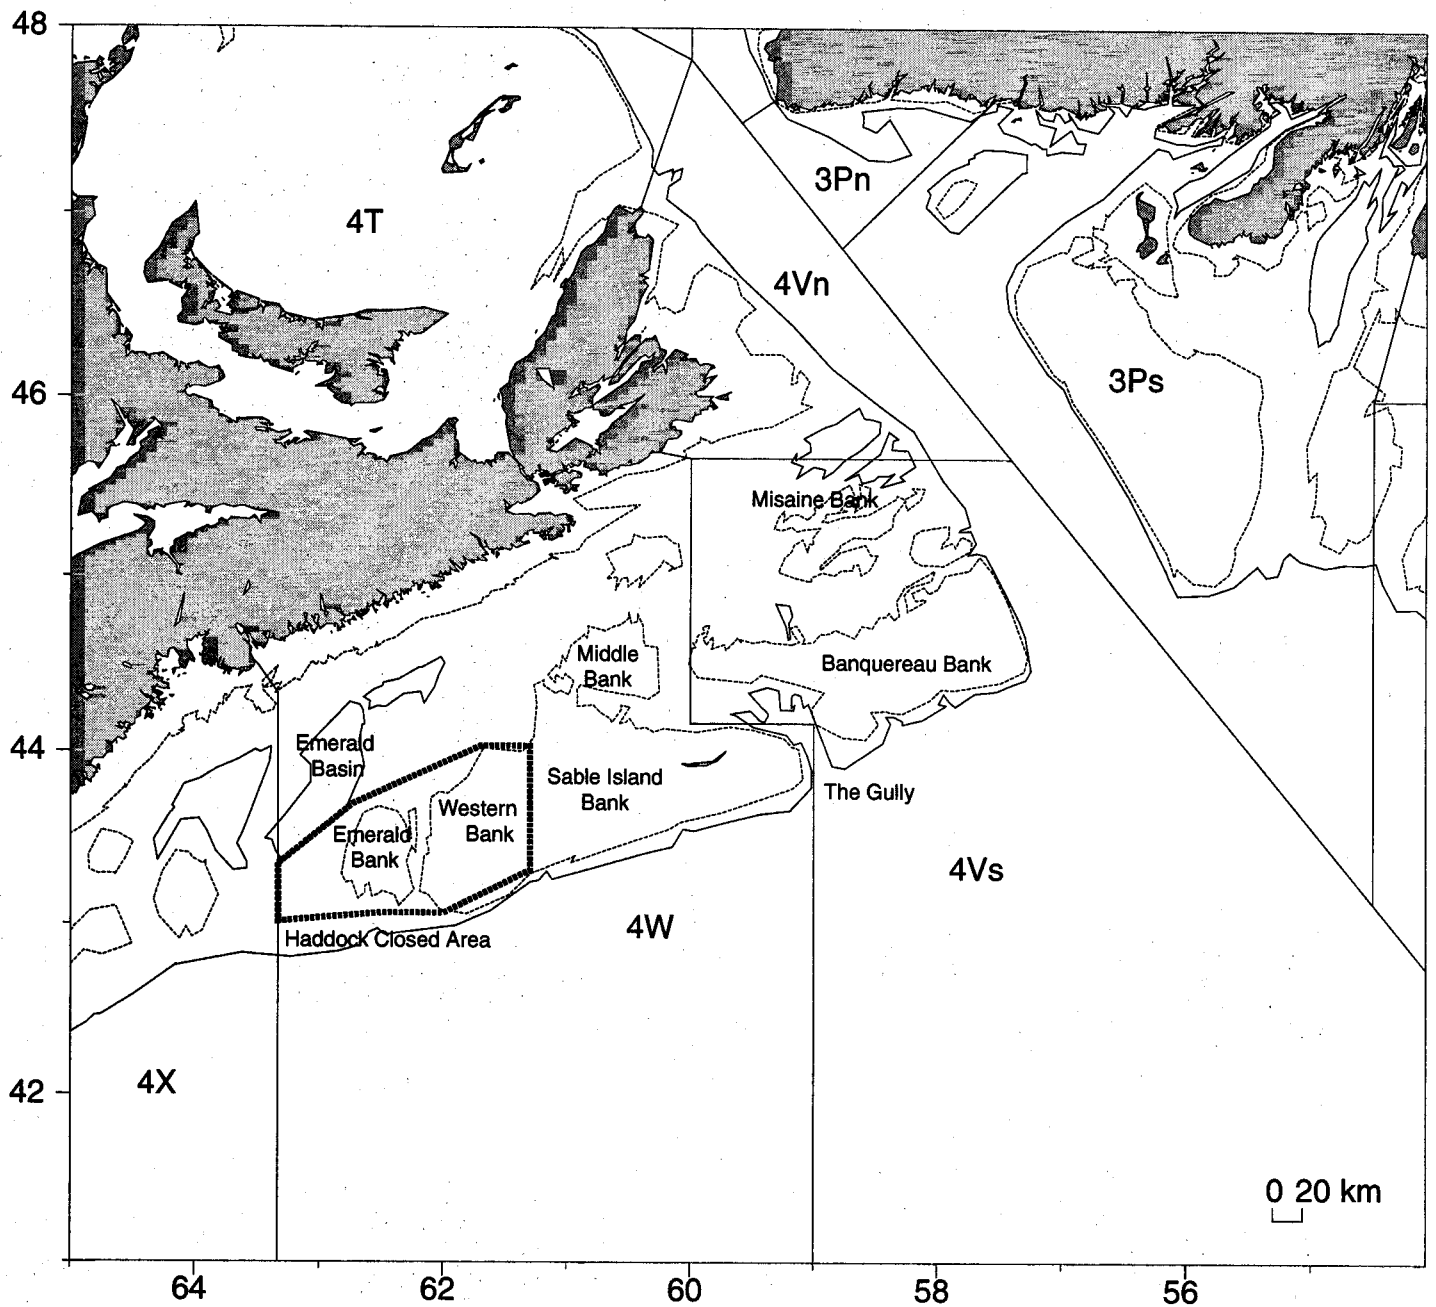 48
3Pn
4T
4Vn
3Ps
46
Misaine Bank
Middle
Bank
Banquereau Bank
44
Emerald
Basin
Sable Island
Bank
The Gully
Western
Bank
Emerald
Bank
4Vs
4W
Haddock Closed Area
4X
42
0 20 km
64
62
60
58
56